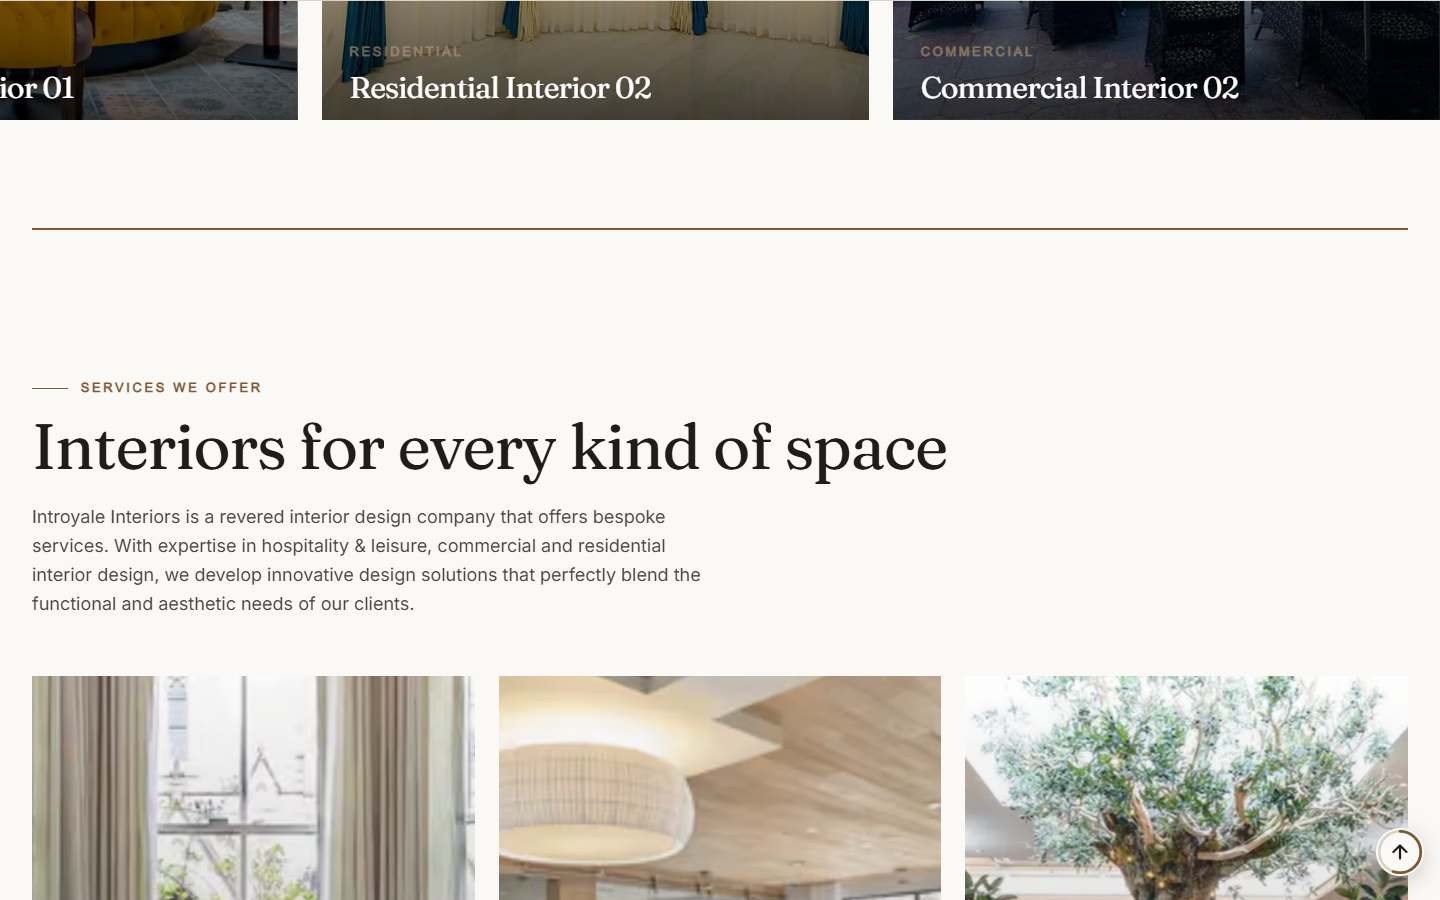 RESIDENTIAL
COMMERCIAL
ior 01
Residential Interior 02
Commercial Interior 02
SERVICES WE OFFER
Interiors for every kind of space
Introyale Interiors is a revered interior design company that offers bespoke
services. With expertise in hospitality & leisure, commercial and residential
interior design, we develop innovative design solutions that perfectly blend the
functional and aesthetic needs of our clients.